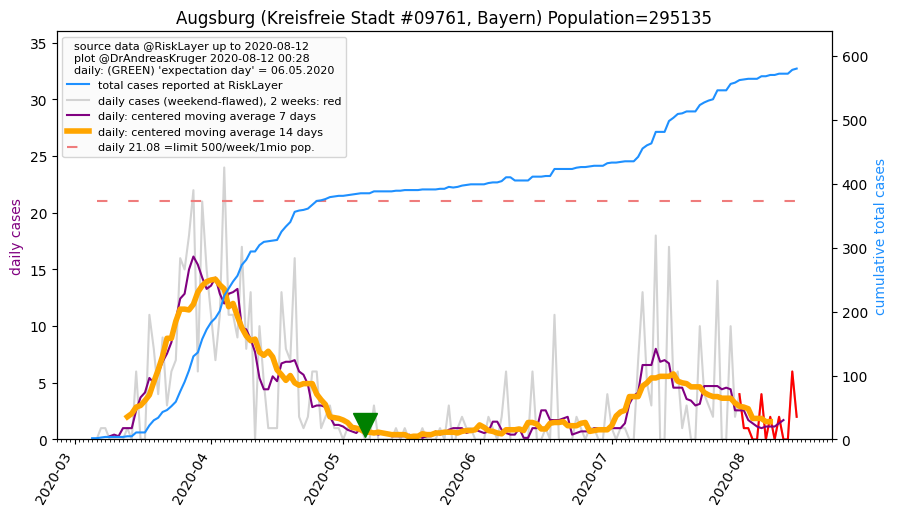 Augsburg (Kreisfreie Stadt #09761, Bayern) Population=295135
source data @RiskLayer up to 2020-08-12
plot @DrAndreasKruger 2020-08-12 00:28
daily: (GREEN) 'expectation day' = 06.05.2020
total cases reported at RiskLayer
daily cases (weekend-flawed), 2 weeks: red
daily: centered moving average 7 days
daily: centered moving average 14 days
daily 21.08 =limit 500/week/1mio pop.
daily cases
35
30
25
20
15
10
5
0
cumulative total cases
600
500
400
300
200
100
0
2020-03
2020-04
2020-05
2020-06
2020-07
2020-08